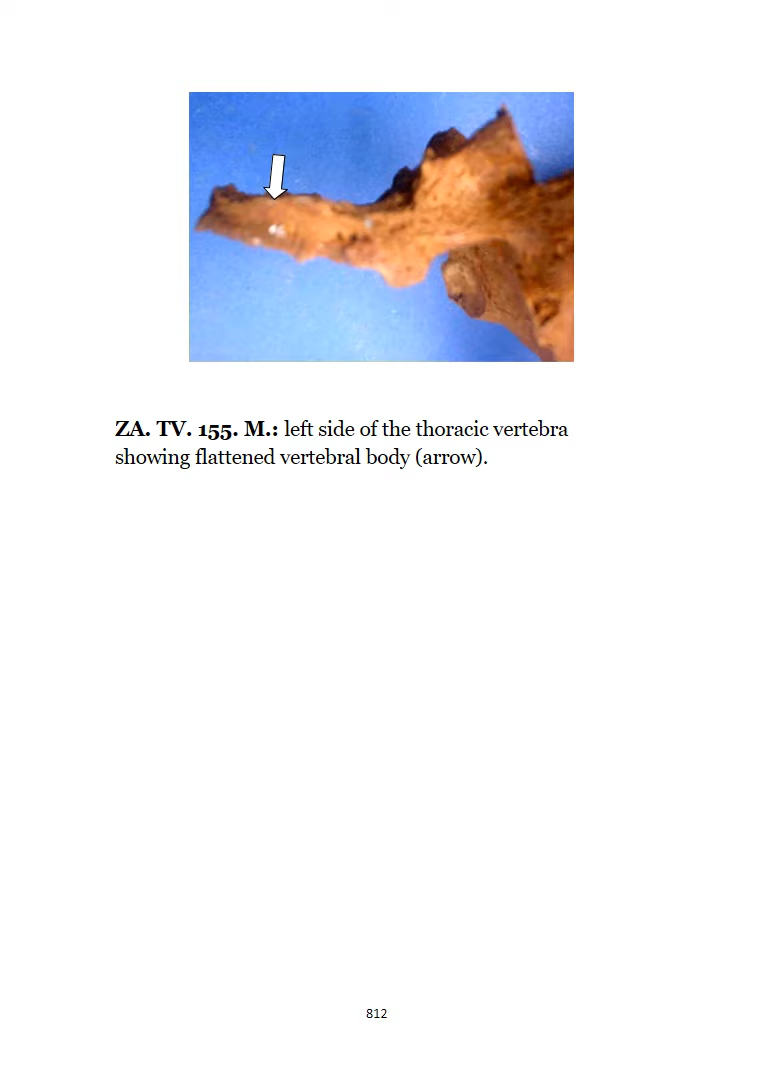 ZA. TV. 155. M.: left side of the thoracic vertebra
showing flattened vertebral body (arrow).
812